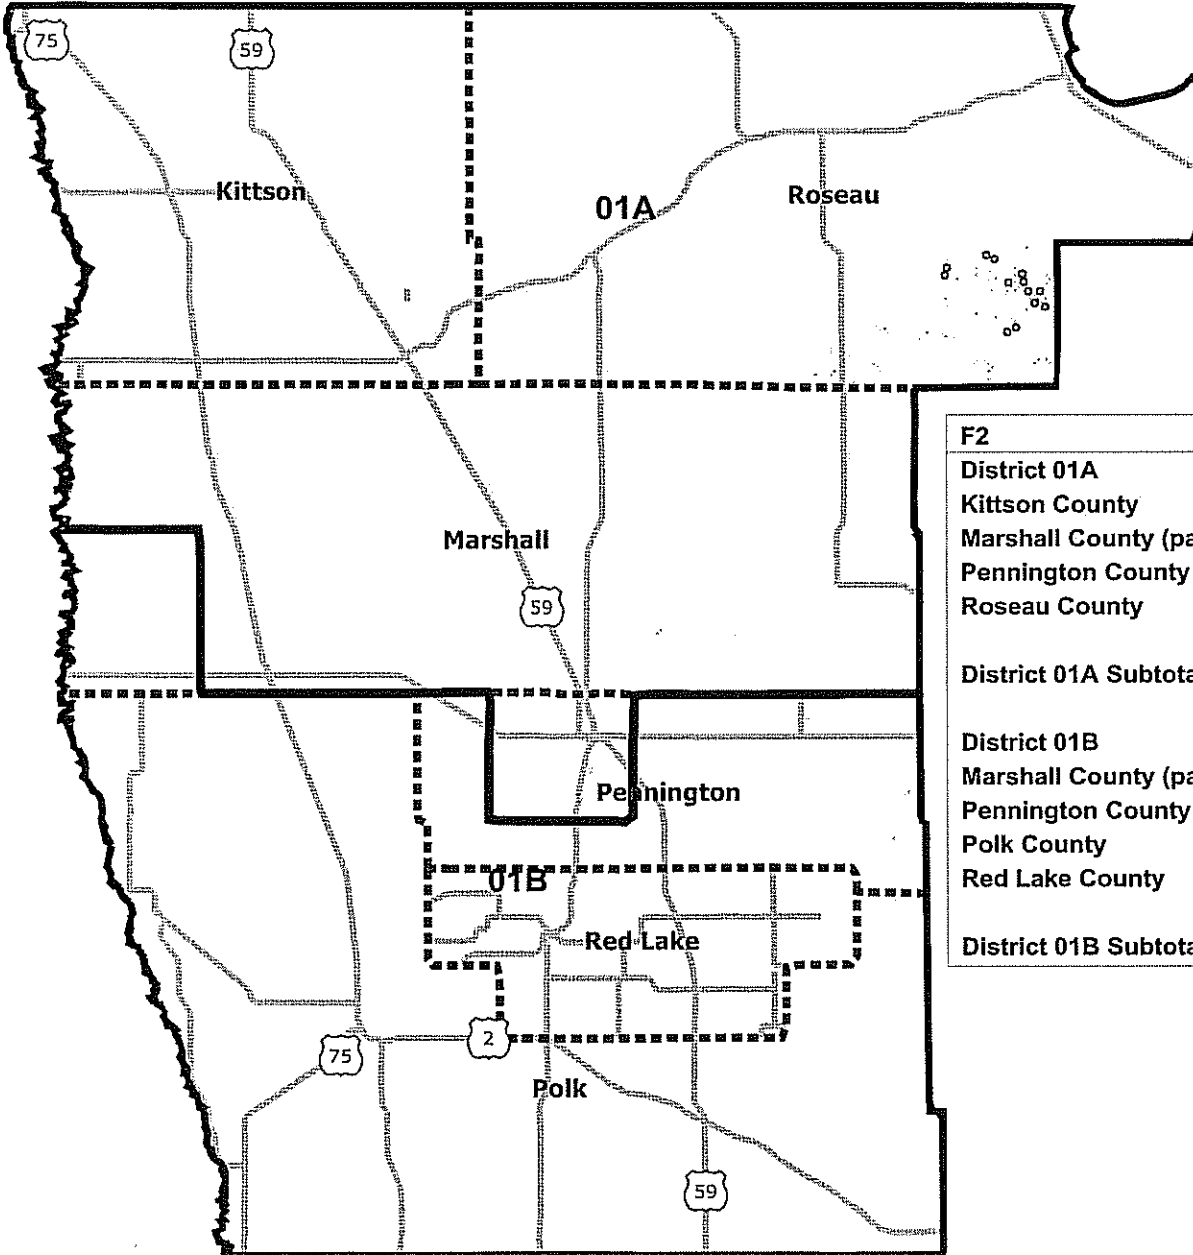 75
59
Kittson
01A
Roseau
Marshall
59
Pennington
01B
Red Lake
75
2
Polk
59
F2
District 01A
Kittson County
Marshall County (pa
Pennington County
Roseau County
District 01A Subtota
District 01B
Marshall County (pa
Pennington County
Polk County
Red Lake County
District 01B Subtota